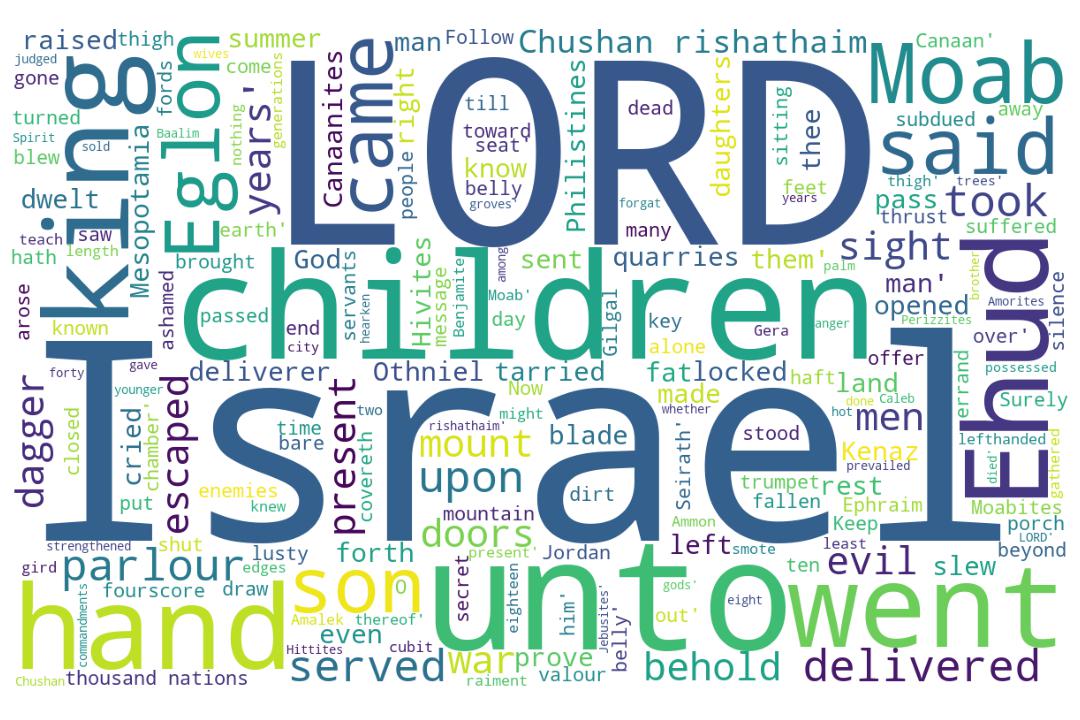 raised
thigh
king
Eglon
summer
LORD
came
man
Follow
Chushan rishathaim
Moab
Canaan'
judged
gone
wives
come
fords
generations
years'
Canaanites
right
till
dead
daughters
sitting
thee
subdued
away
said
turned
Spirit
sold
Baalim
nothing
blew
Mesopotamia
toward
seat'
know
belly
groves'
people
Philistines
forgat
many
feet
years
thigh'
trees'
pass
took
thrust
dwelt
teach
saw
length
hath
earth'
brought
God
servants
hearken
Hivites
message
Benjamite
among
Moab'
sent
quarries
them'
palm
sight
suffered
man'
brother
Ehud
Amorites
silence
arose
known
ashamed
passed
children
end
city
day
Gilgal
key
alone
Gera
anger
opened
Perizzites
over'
offer
possessed
deliverer
Othniel
tarried
fat
locked
haft
land
errand
Surely
dagger
forty
gave
younger
closed
cried
chamber'
escaped
Israel
time
bare
two
present
covereth
Now
might
rishathaim'
mount
upon
made
whether
blade
dirt
Seirath'
stood
hot
done
Caleb
men
Kenaz
prevailed
lefthanded
died'
gathered
put
enemies
knew
mountain
doors
trumpet
rest
fallen
Ephraim
Keep
Moabites
porch
LORD'
beyond
strengthened
shut
gird
parlour
edges
lusty
forth
secret
present'
Jordan
Ammon
left
smote
least
evil
ten
slew
fourscore
draw
son
O
unto
eighteen
him'
Jebusites'
gods'
eight
out'
went
hand
commandments
Amalek
thereof'
even
Hittites
cubit
belly'
Chushan
thousand nations
served
war
prove
raiment
valour
behold
delivered